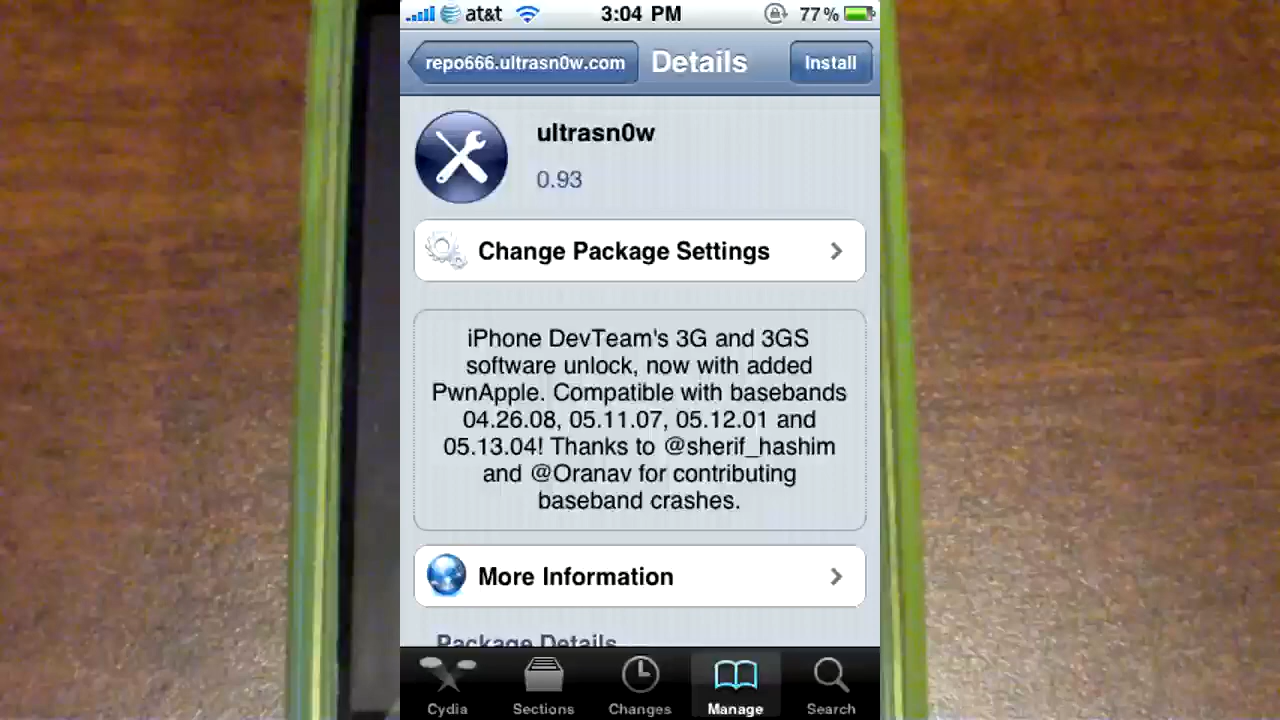 at&t 3:04 PM 77%
repo666.ultrasn0w.com Details Install
ultrasn0w
0.93
Change Package Settings
iPhone DevTeam's 3G and 3GS
software unlock, now with added
PwnApple. Compatible with basebands
04.26.08, 05.11.07, 05.12.01 and
05.13.04! Thanks to @sherif_hashim
and @Oranav for contributing
baseband crashes.
More Information
Package Details
Cydia Sections Changes Manage Search